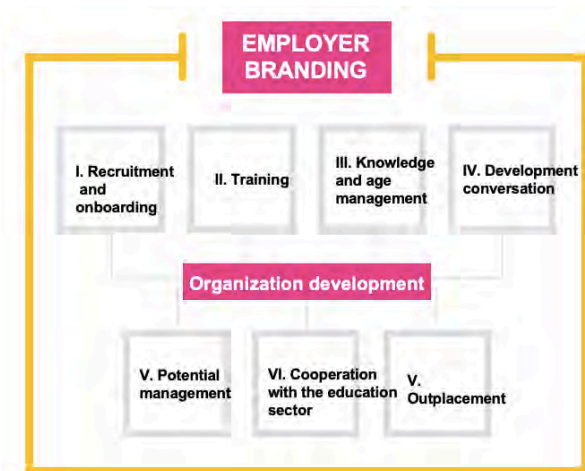 EMPLOYER
BRANDING
I. Recruitment
and
onboarding
II. Training
III. Knowledge
and age
management
IV. Development
conversation
Organization development
V. Potential
management
VI. Cooperation
with the education
sector
V.
Outplacement